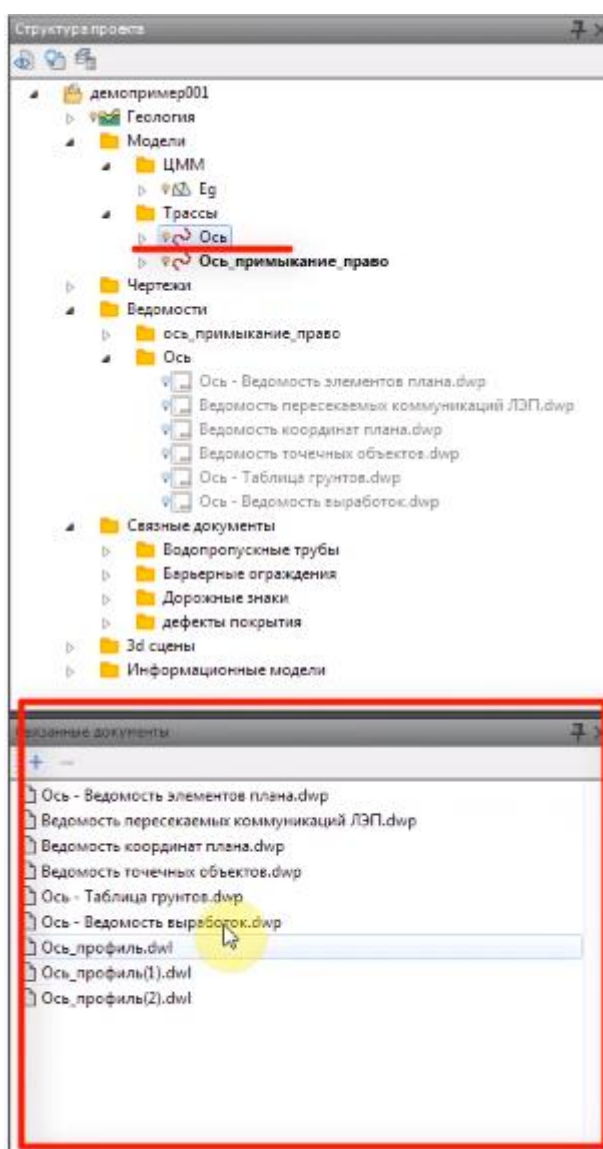 Структура проекта
демопример001
Геология
Модели
ЦММ
Eg
Трассы
Ось
Ось_примыкание_право
Чертежи
Ведомости
ось_примыкание_право
Ось
Ось - Ведомость элементов плана.dwp
Ведомость пересекаемых коммуникаций ЛЭП.dwp
Ведомость координат плана.dwp
Ведомость точечных объектов.dwp
Ось - Таблица грунтов.dwp
Ось - Ведомость выработок.dwp
Связные документы
Водопропускные трубы
Барьерные ограждения
Дорожные знаки
дефекты покрытия
3d сцены
Информационные модели
Связанные документы
Ось - Ведомость элементов плана.dwp
Ведомость пересекаемых коммуникаций ЛЭП.dwp
Ведомость координат плана.dwp
Ведомость точечных объектов.dwp
Ось - Таблица грунтов.dwp
Ось - Ведомость выработок.dwp
Ось_профиль.dwl
Ось_профиль(1).dwl
Ось_профиль(2).dwl